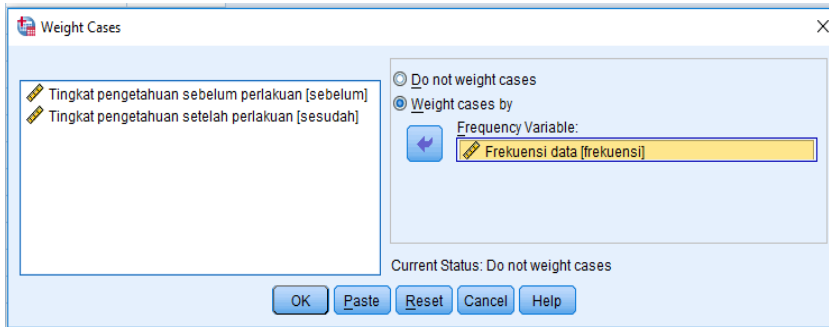 Weight Cases
Tingkat pengetahuan sebelum perlakuan [sebelum]
Tingkat pengetahuan setelah perlakuan [sesudah]
Do not weight cases
Weight cases by
Frequency Variable:
Frekuensi data [frekuensi]
Current Status: Do not weight cases
OK Paste Reset Cancel Help